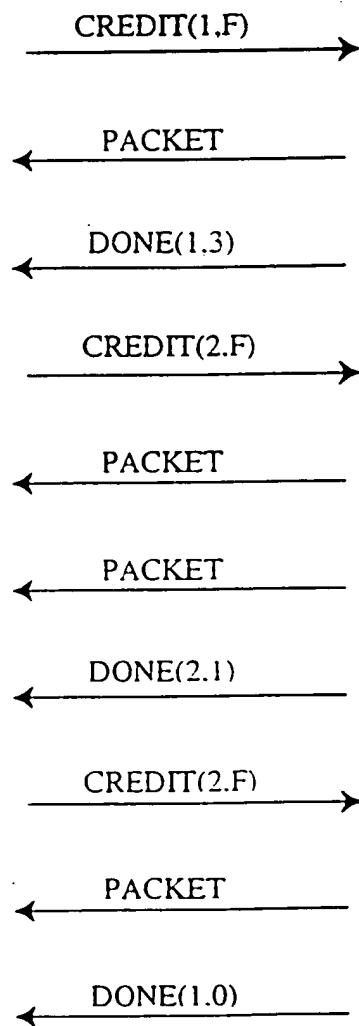 CREDIT(1,F)
PACKET
DONE(1.3)
CREDIT(2.F)
PACKET
PACKET
DONE(2.1)
CREDIT(2.F)
PACKET
DONE(1.0)